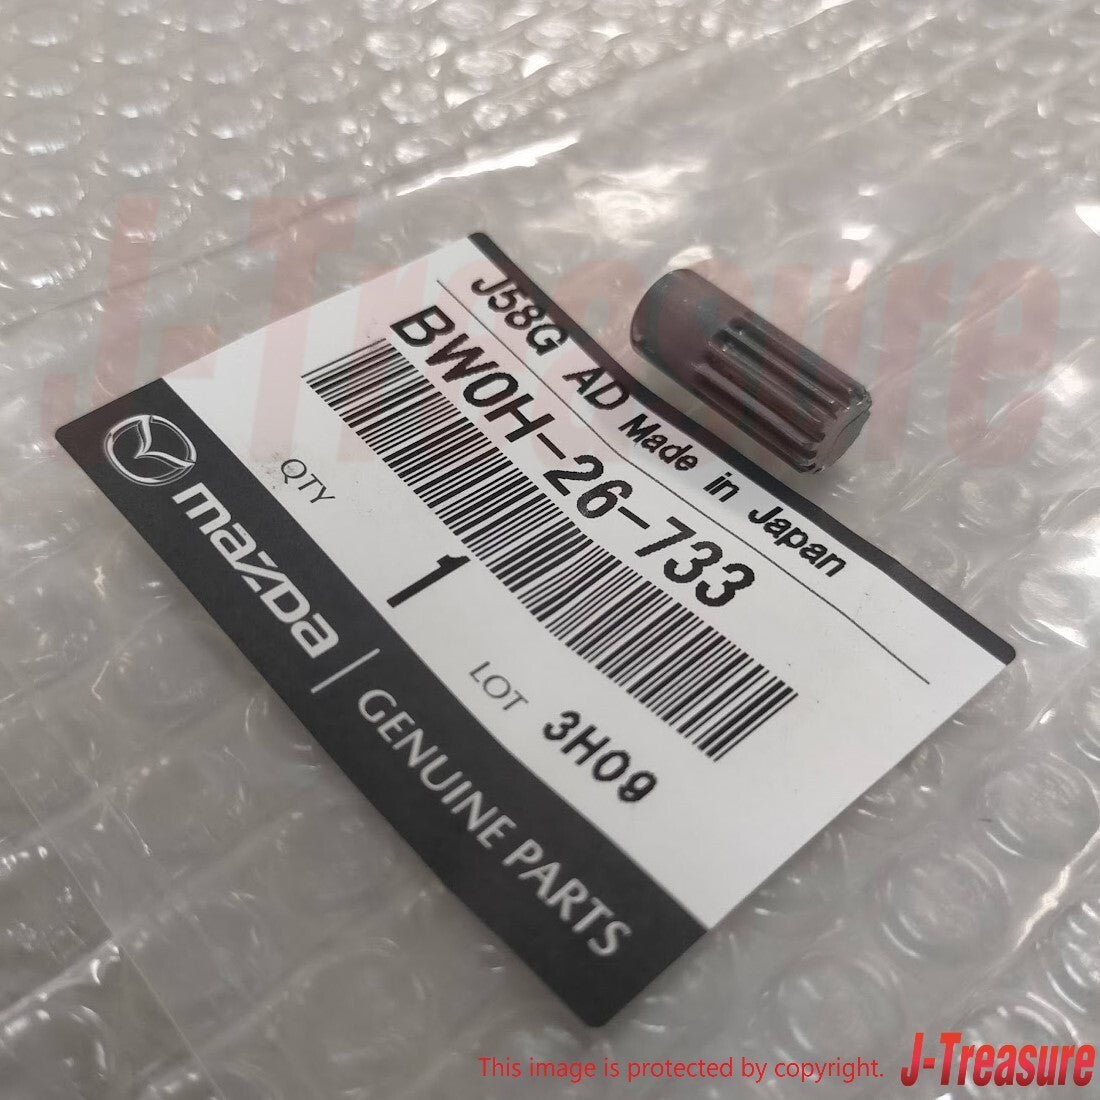 J-Treasure
J58G AD Made in Japan
BW0H-26-733
QTY 1
LOT 3H09
mazda | GENUINE PARTS
This image is protected by copyright. J-Treasure